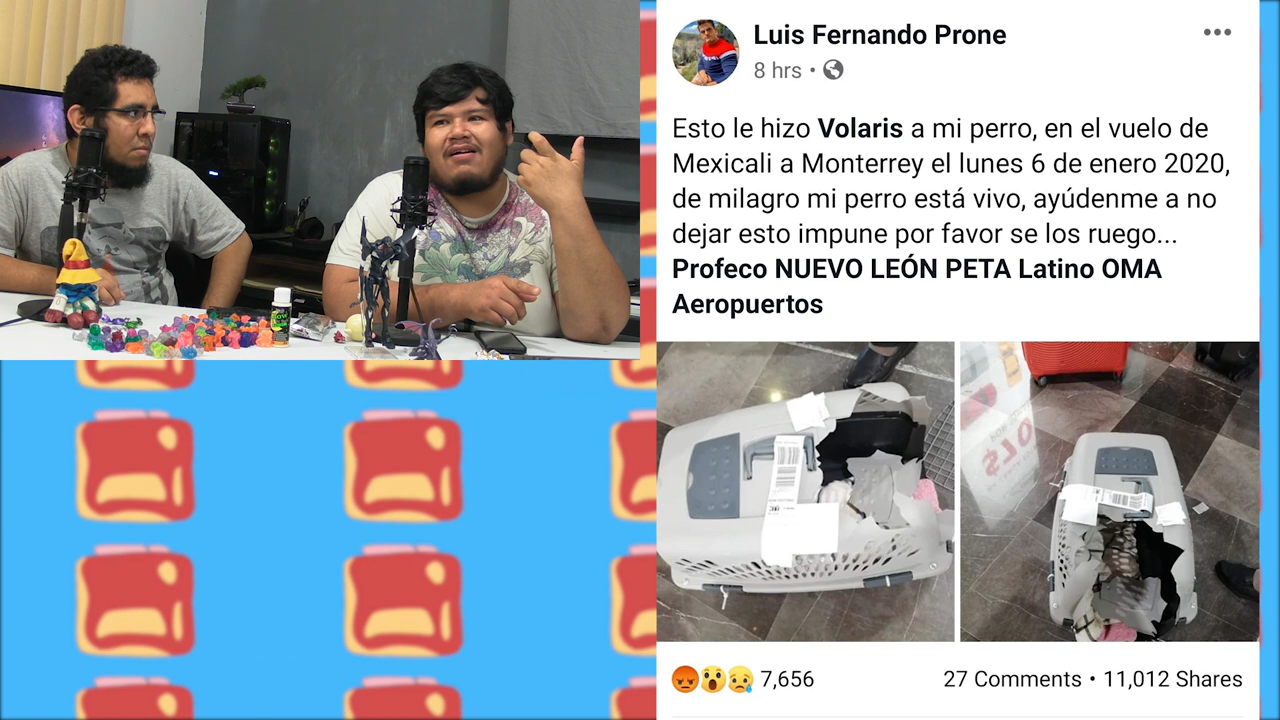 Luis Fernando Prone
8 hrs •
Esto le hizo Volaris a mi perro, en el vuelo de
Mexicali a Monterrey el lunes 6 de enero 2020,
de milagro mi perro está vivo, ayúdenme a no
dejar esto impune por favor se los ruego...
Profeco NUEVO LEÓN PETA Latino OMA
Aeropuertos
7,656
27 Comments • 11,012 Shares